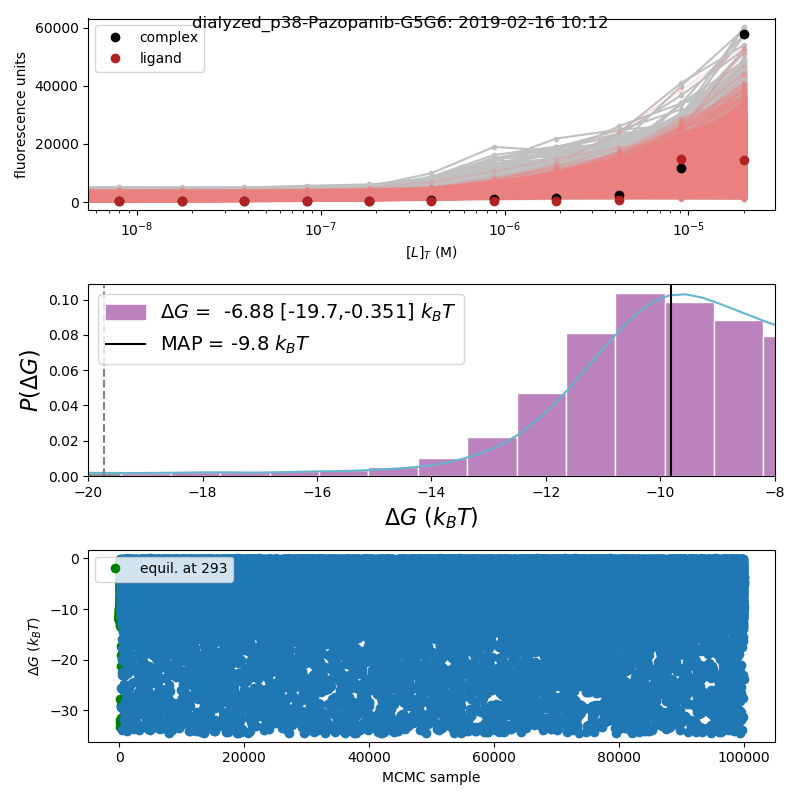 dialyzed_p38-Pazopanib-G5G6: 2019-02-16 10:12
complex
ligand
fluorescence units
60000
40000
20000
0
10⁻⁸
10⁻⁷
10⁻⁶
10⁻⁵
[L]_T (M)
ΔG = -6.88 [-19.7,-0.351] k_BT
MAP = -9.8 k_BT
P(ΔG)
0.10
0.08
0.06
0.04
0.02
0.00
−20
−18
−16
−14
−12
−10
−8
ΔG (k_BT)
equil. at 293
ΔG (k_BT)
0
−10
−20
−30
0
20000
40000
60000
80000
100000
MCMC sample